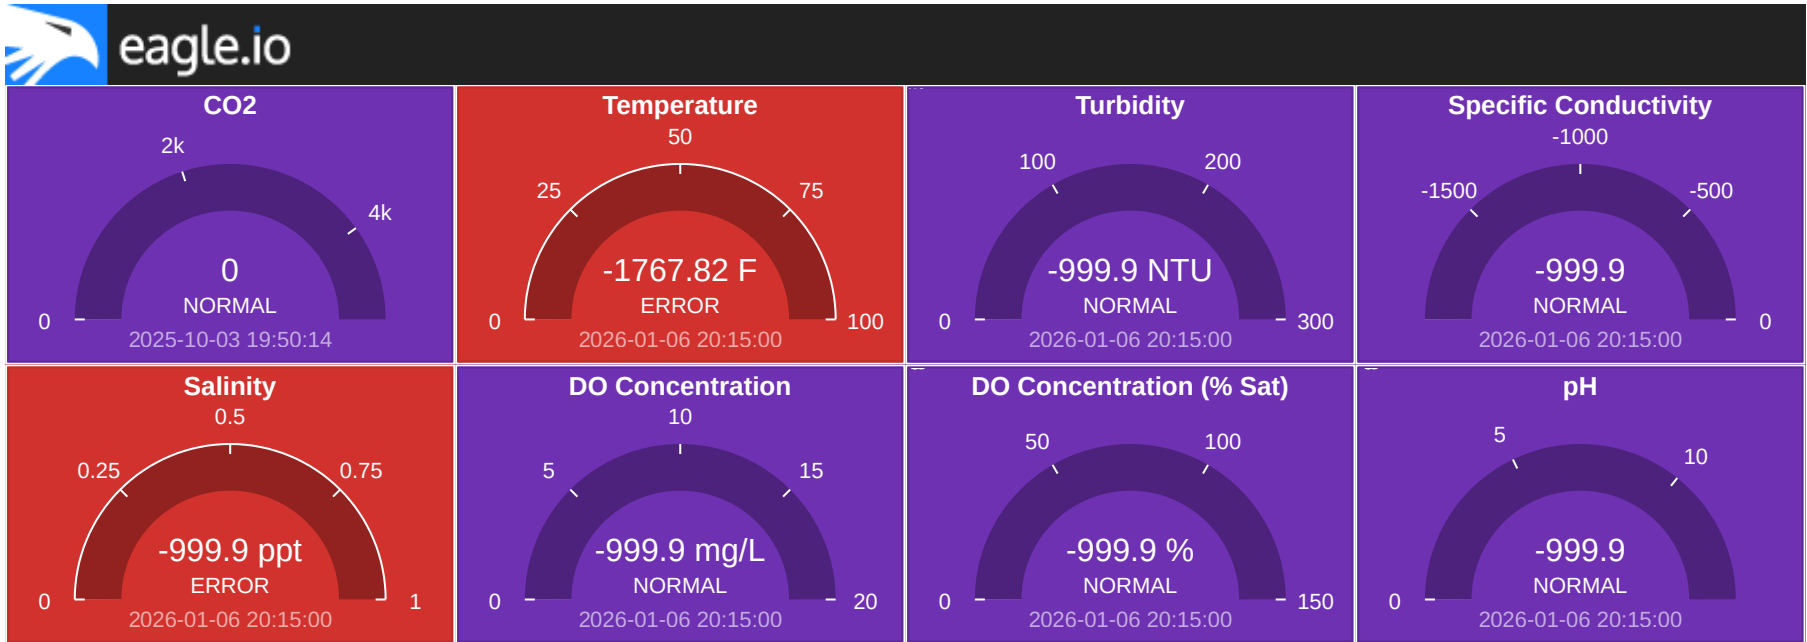 eagle.io
CO2
2k
4k
0
0
NORMAL
2025-10-03 19:50:14
Temperature
50
25
75
-1767.82 F
ERROR
0
100
2026-01-06 20:15:00
Turbidity
100
200
-999.9 NTU
NORMAL
0
300
2026-01-06 20:15:00
Specific Conductivity
-1000
-1500
-500
-999.9
NORMAL
0
2026-01-06 20:15:00
Salinity
0.5
0.25
0.75
-999.9 ppt
ERROR
0
1
2026-01-06 20:15:00
DO Concentration
10
5
15
-999.9 mg/L
NORMAL
0
20
2026-01-06 20:15:00
DO Concentration (% Sat)
50
100
-999.9 %
NORMAL
0
150
2026-01-06 20:15:00
pH
5
10
-999.9
NORMAL
0
2026-01-06 20:15:00